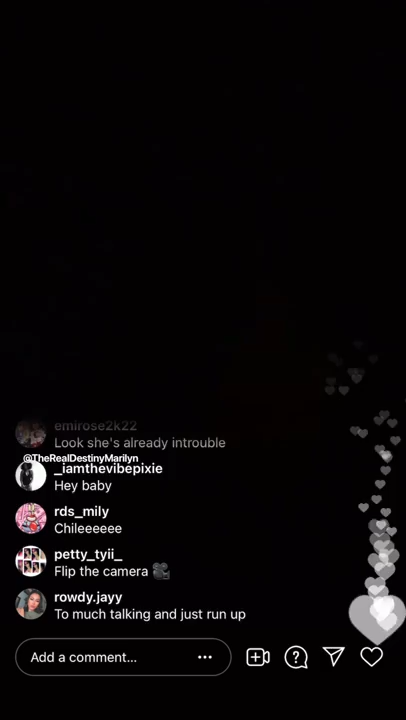 emirose2k22
Look she's already introuble
@TheRealDestinyMarilyn
_iamthevibepixie
Hey baby
rds_mily
Chileeeeee
petty_tyii_
Flip the camera 🎥
rowdy.jayy
To much talking and just run up
Add a comment...